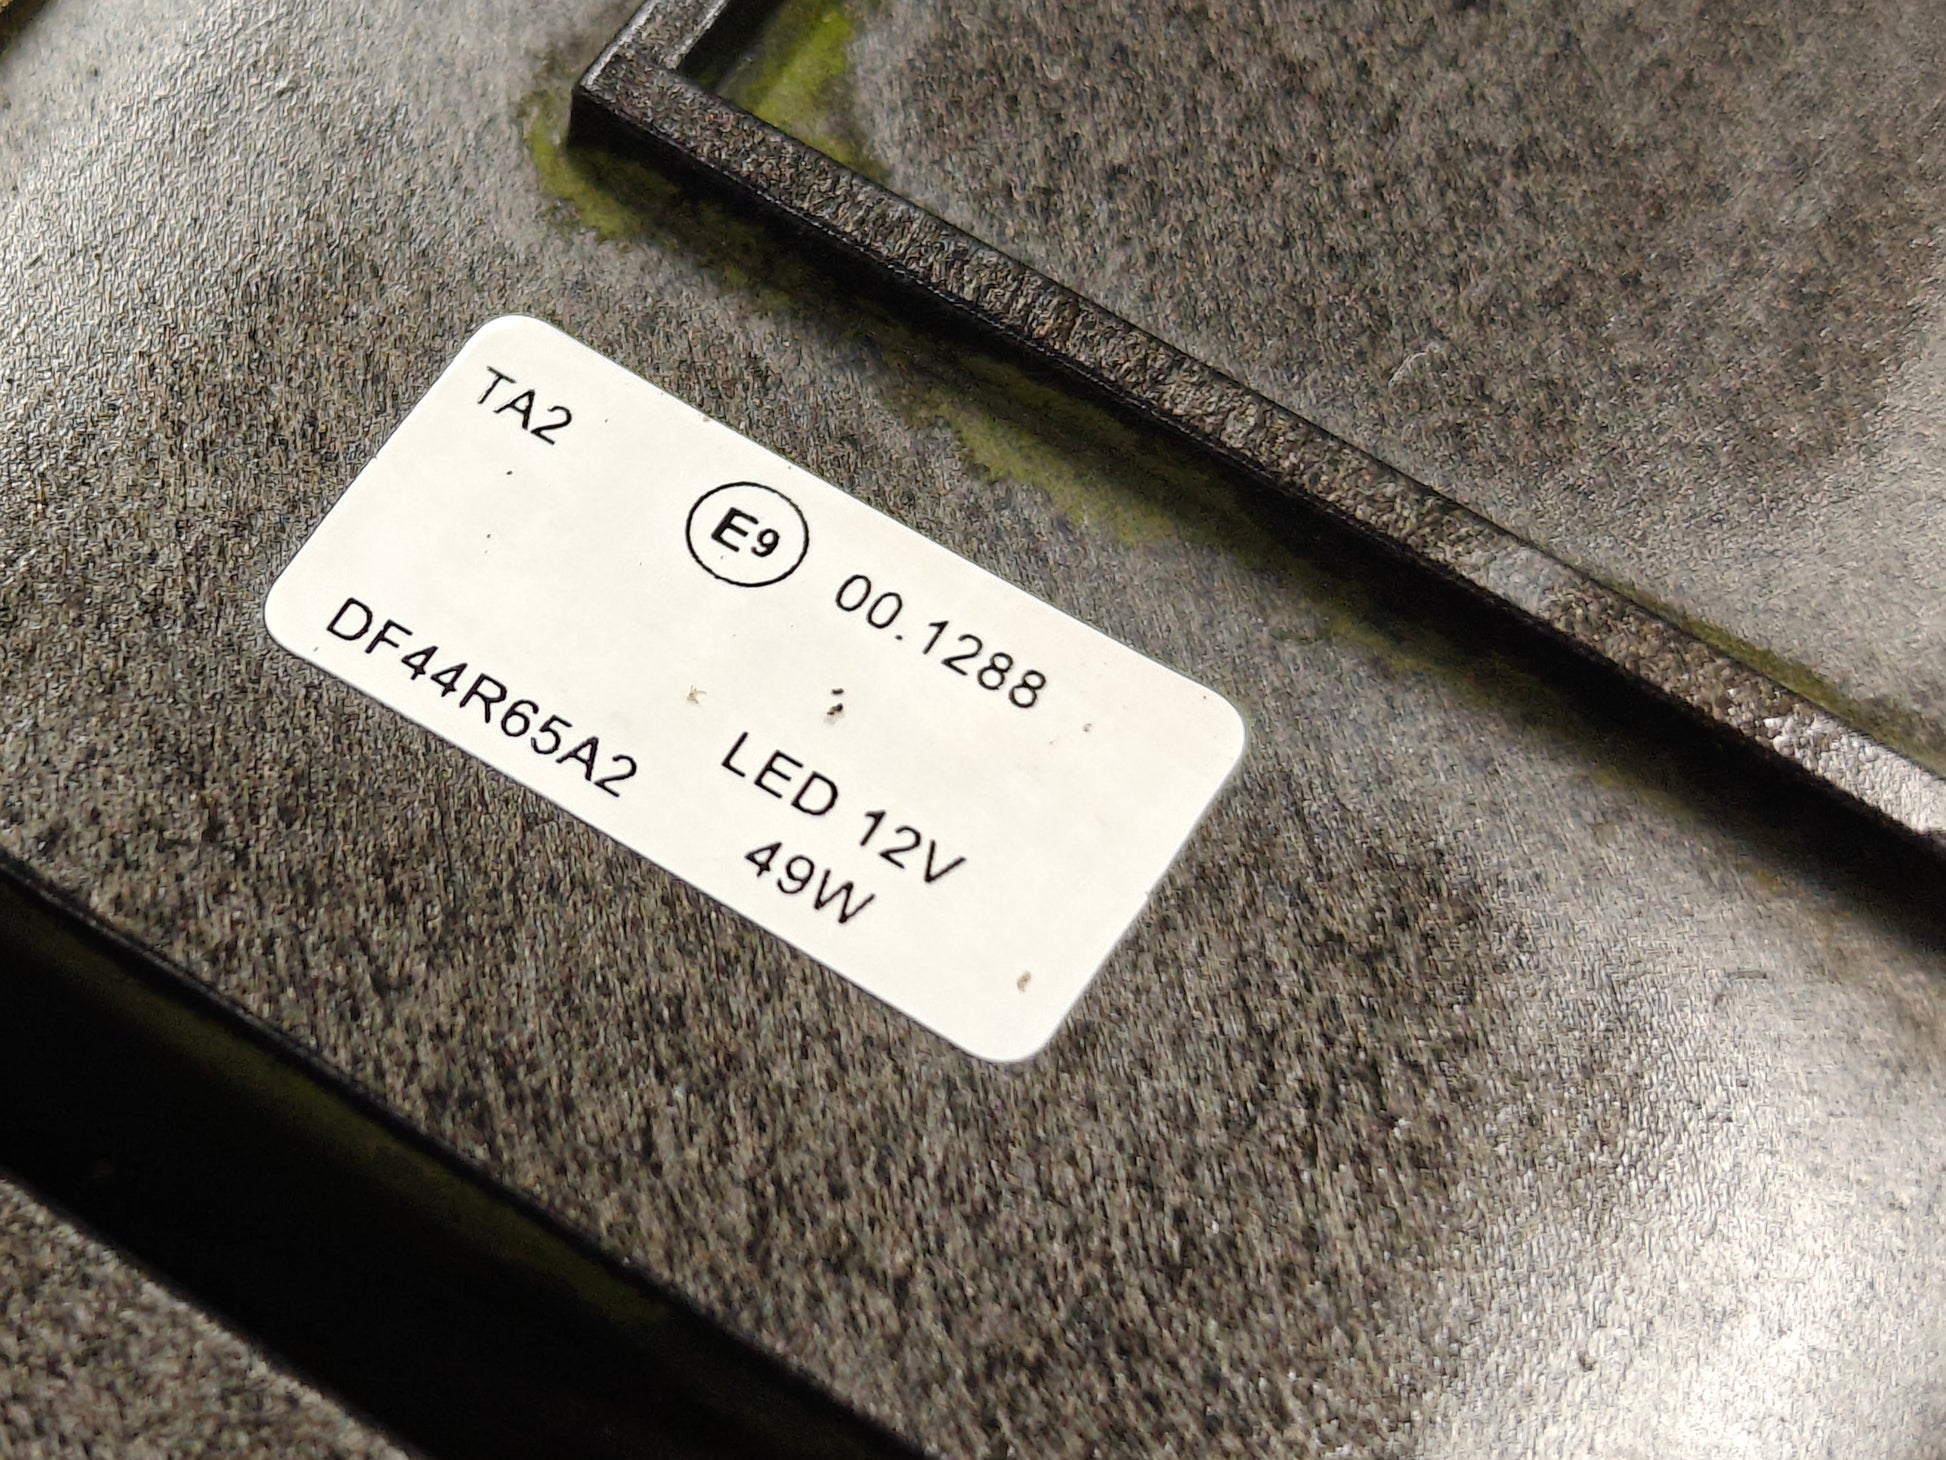 TA2
E9 00.1288
DF44R65A2 LED 12V
49W